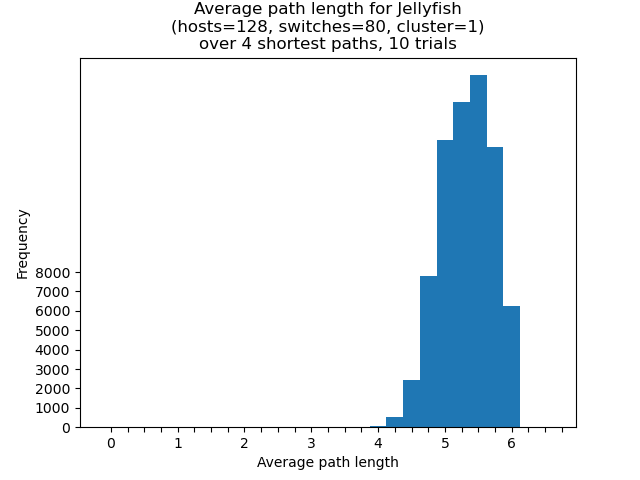 Average path length for Jellyfish
(hosts=128, switches=80, cluster=1)
over 4 shortest paths, 10 trials
Frequency
8000
7000
6000
5000
4000
3000
2000
1000
0
0 1 2 3 4 5 6
Average path length